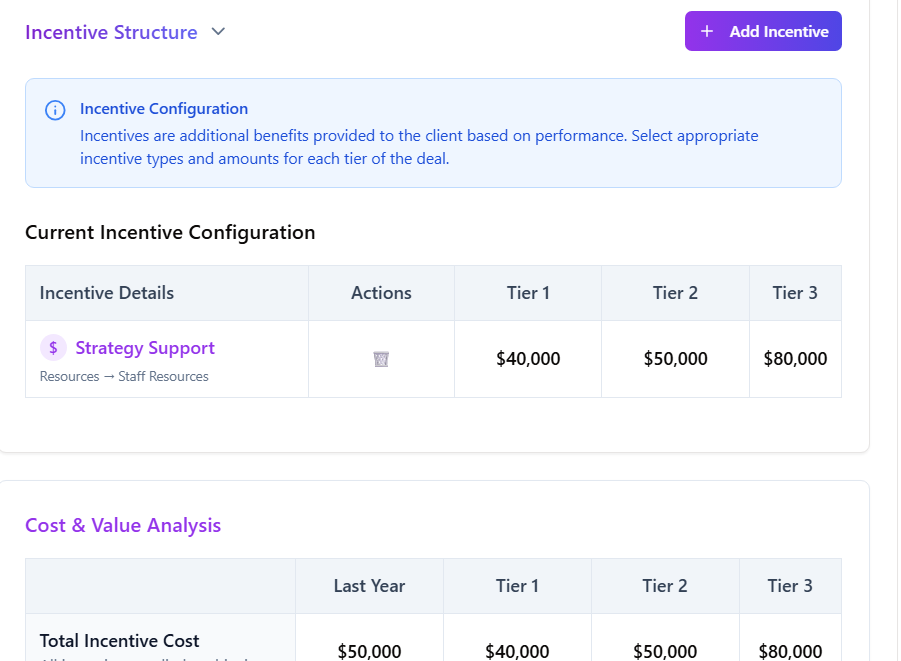 Incentive Structure
+ Add Incentive
Incentive Configuration
Incentives are additional benefits provided to the client based on performance. Select appropriate
incentive types and amounts for each tier of the deal.
Current Incentive Configuration
Incentive Details Actions Tier 1 Tier 2 Tier 3
$ Strategy Support
$40,000 $50,000 $80,000
Resources → Staff Resources
Cost & Value Analysis
Last Year Tier 1 Tier 2 Tier 3
Total Incentive Cost
$50,000 $40,000 $50,000 $80,000